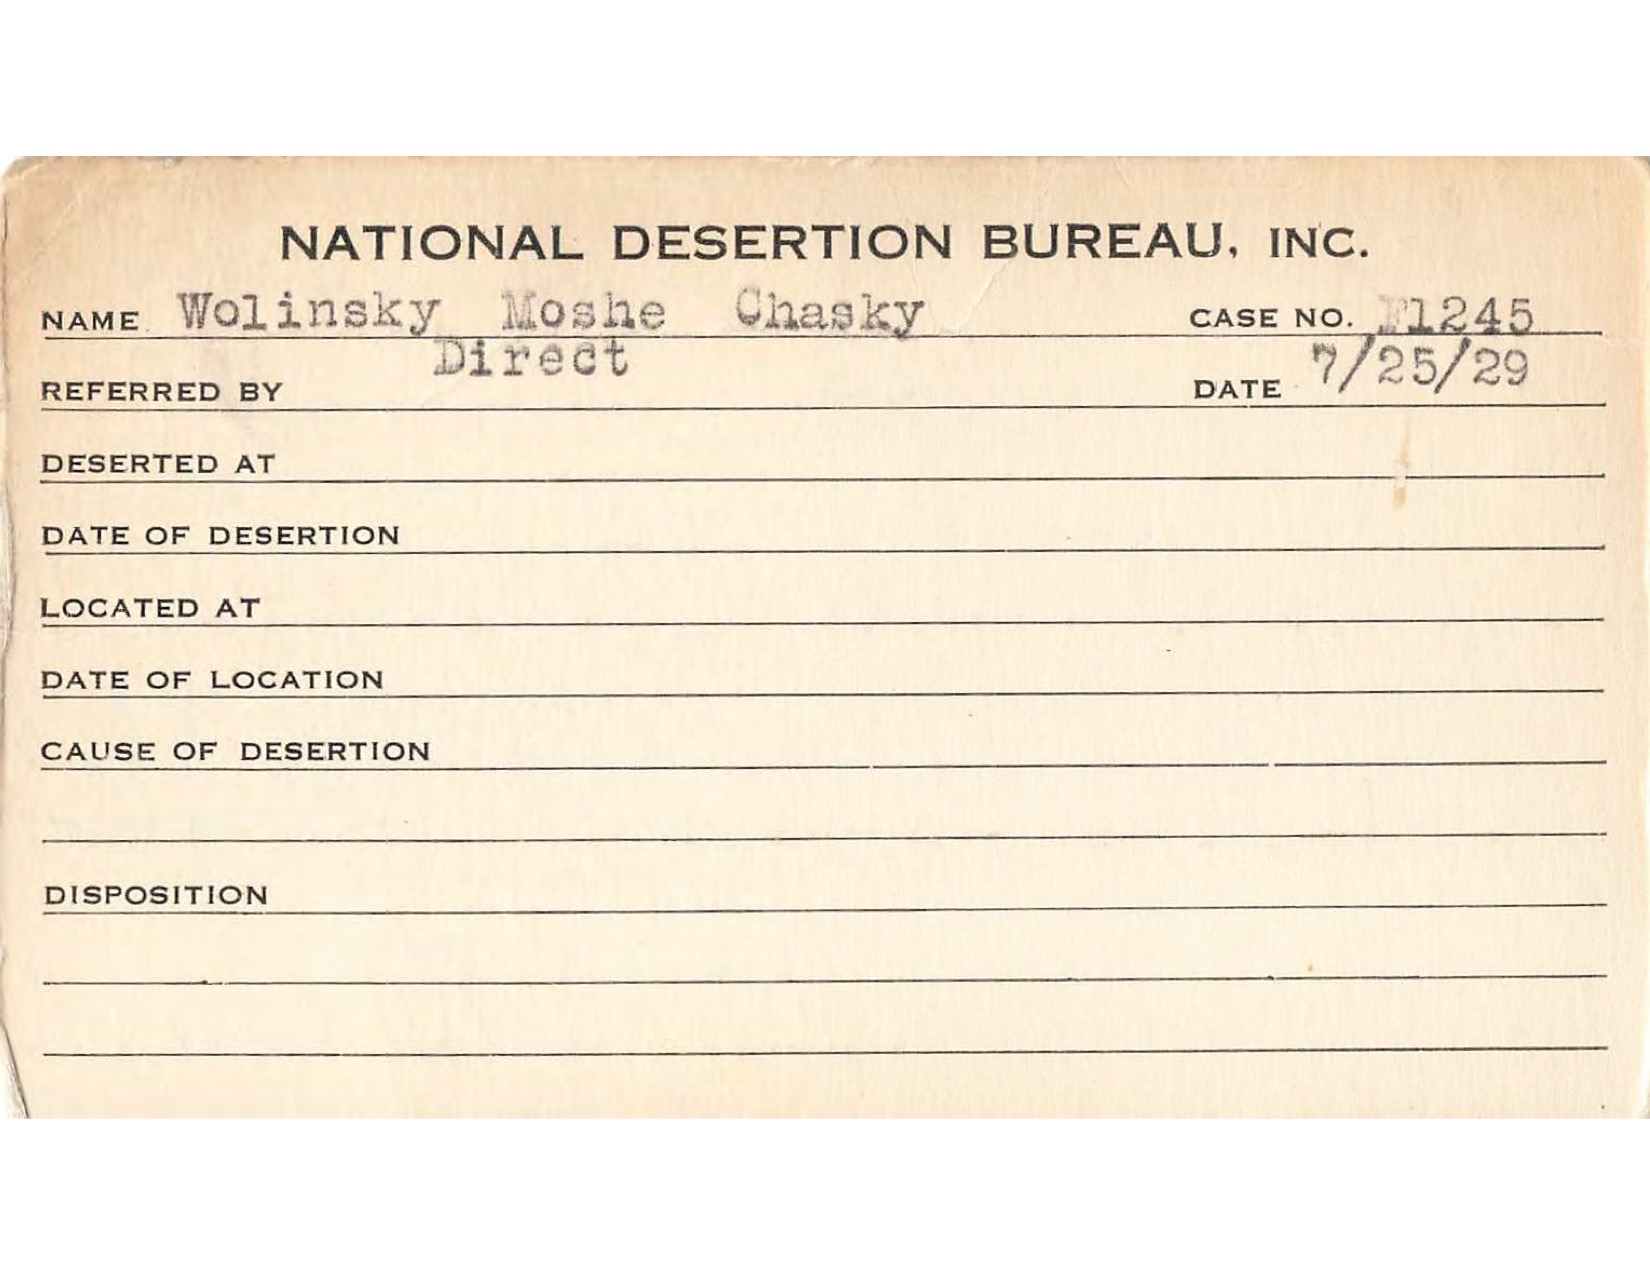 NATIONAL DESERTION BUREAU, INC.
NAME Wolinsky Moshe Chasky CASE NO. F1245
Direct
REFERRED BY DATE 7/25/29
DESERTED AT
DATE OF DESERTION
LOCATED AT
DATE OF LOCATION
CAUSE OF DESERTION
DISPOSITION